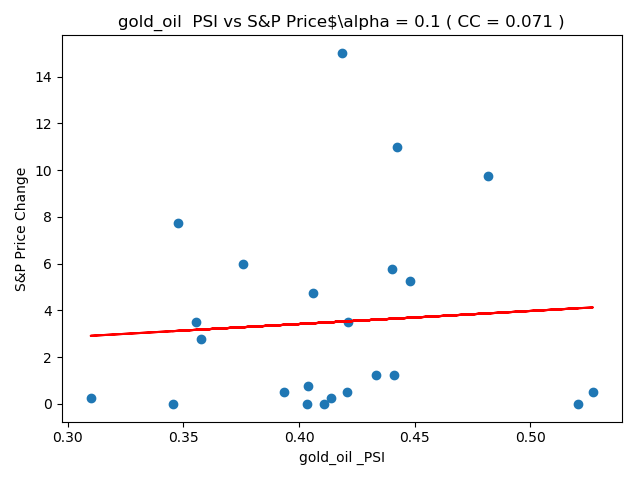 gold_oil  PSI vs S&P Price$\alpha = 0.1 ( CC = 0.071 )
14
12
10
8
6
4
2
0
S&P Price Change
0.30 0.35 0.40 0.45 0.50
gold_oil _PSI